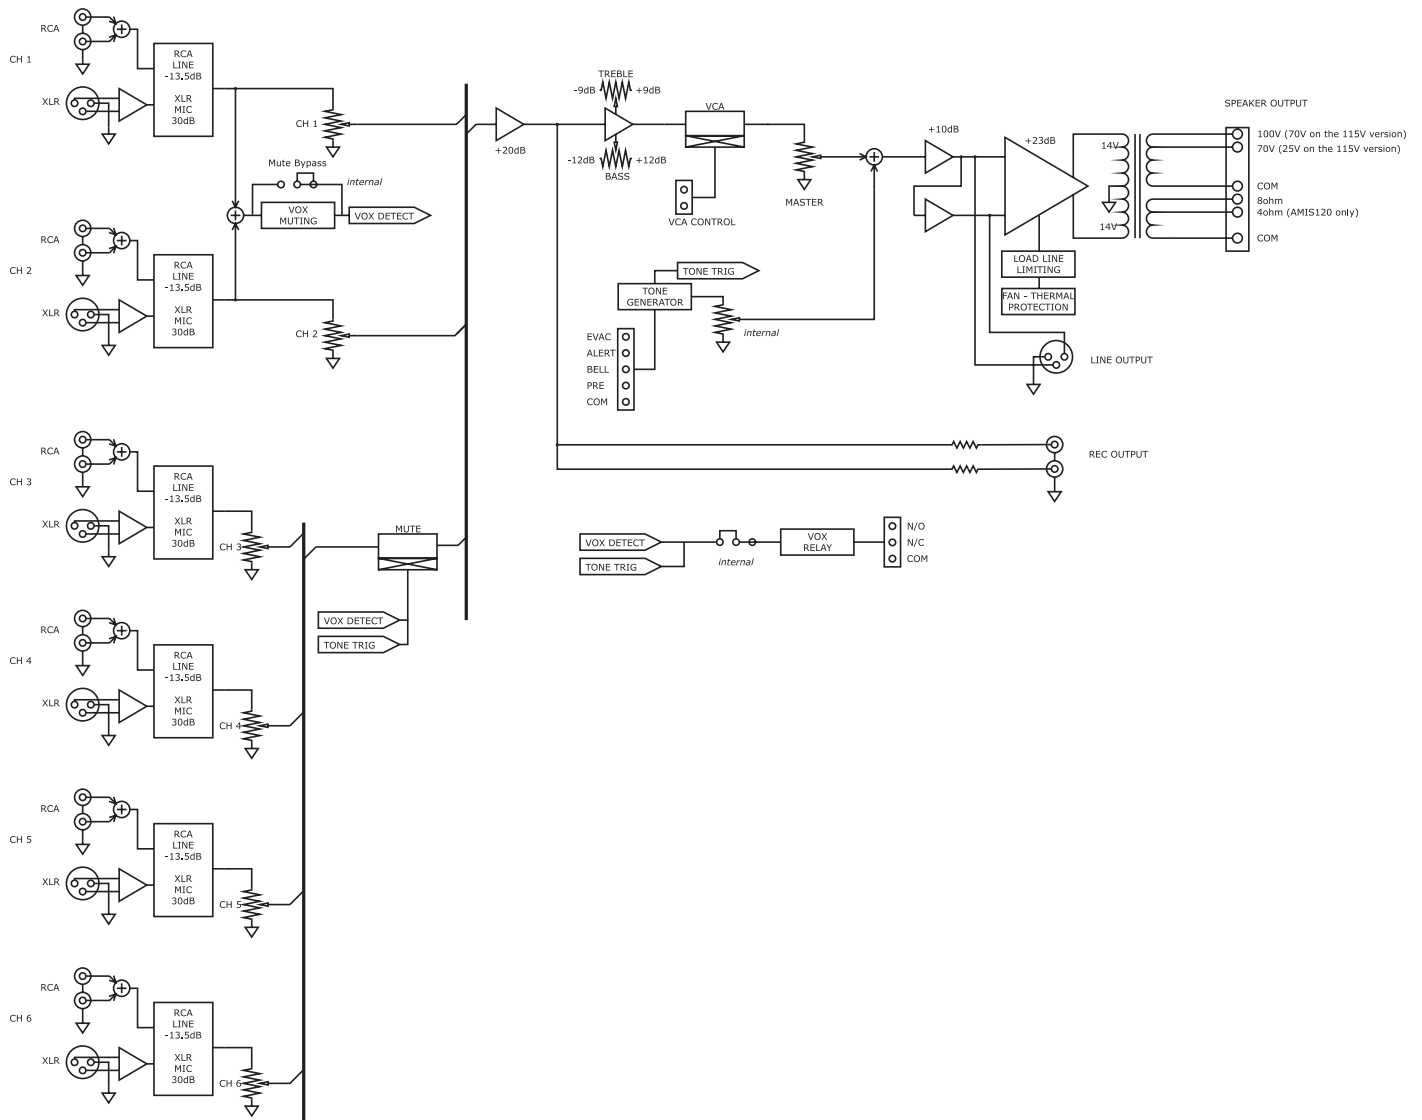 RCA
CH 1
XLR
RCA
LINE
-13.5dB
XLR
MIC
30dB
CH 1
Mute Bypass
internal
VOX
MUTING
VOX DETECT
RCA
CH 2
XLR
RCA
LINE
-13.5dB
XLR
MIC
30dB
CH 2
RCA
CH 3
XLR
RCA
LINE
-13.5dB
XLR
MIC
30dB
CH 3
RCA
CH 4
XLR
RCA
LINE
-13.5dB
XLR
MIC
30dB
CH 4
RCA
CH 5
XLR
RCA
LINE
-13.5dB
XLR
MIC
30dB
CH 5
RCA
CH 6
XLR
RCA
LINE
-13.5dB
XLR
MIC
30dB
CH 6
MUTE
VOX DETECT
TONE TRIG
+20dB
TREBLE
-9dB +9dB
-12dB +12dB
BASS
VCA
VCA CONTROL
MASTER
TONE TRIG
TONE
GENERATOR
internal
EVAC
ALERT
BELL
PRE
COM
+10dB
+23dB
14V
14V
LOAD LINE
LIMITING
FAN - THERMAL
PROTECTION
SPEAKER OUTPUT
100V (70V on the 115V version)
70V (25V on the 115V version)
COM
8ohm
4ohm (AMIS120 only)
COM
LINE OUTPUT
REC OUTPUT
VOX DETECT
TONE TRIG
internal
VOX
RELAY
N/O
N/C
COM